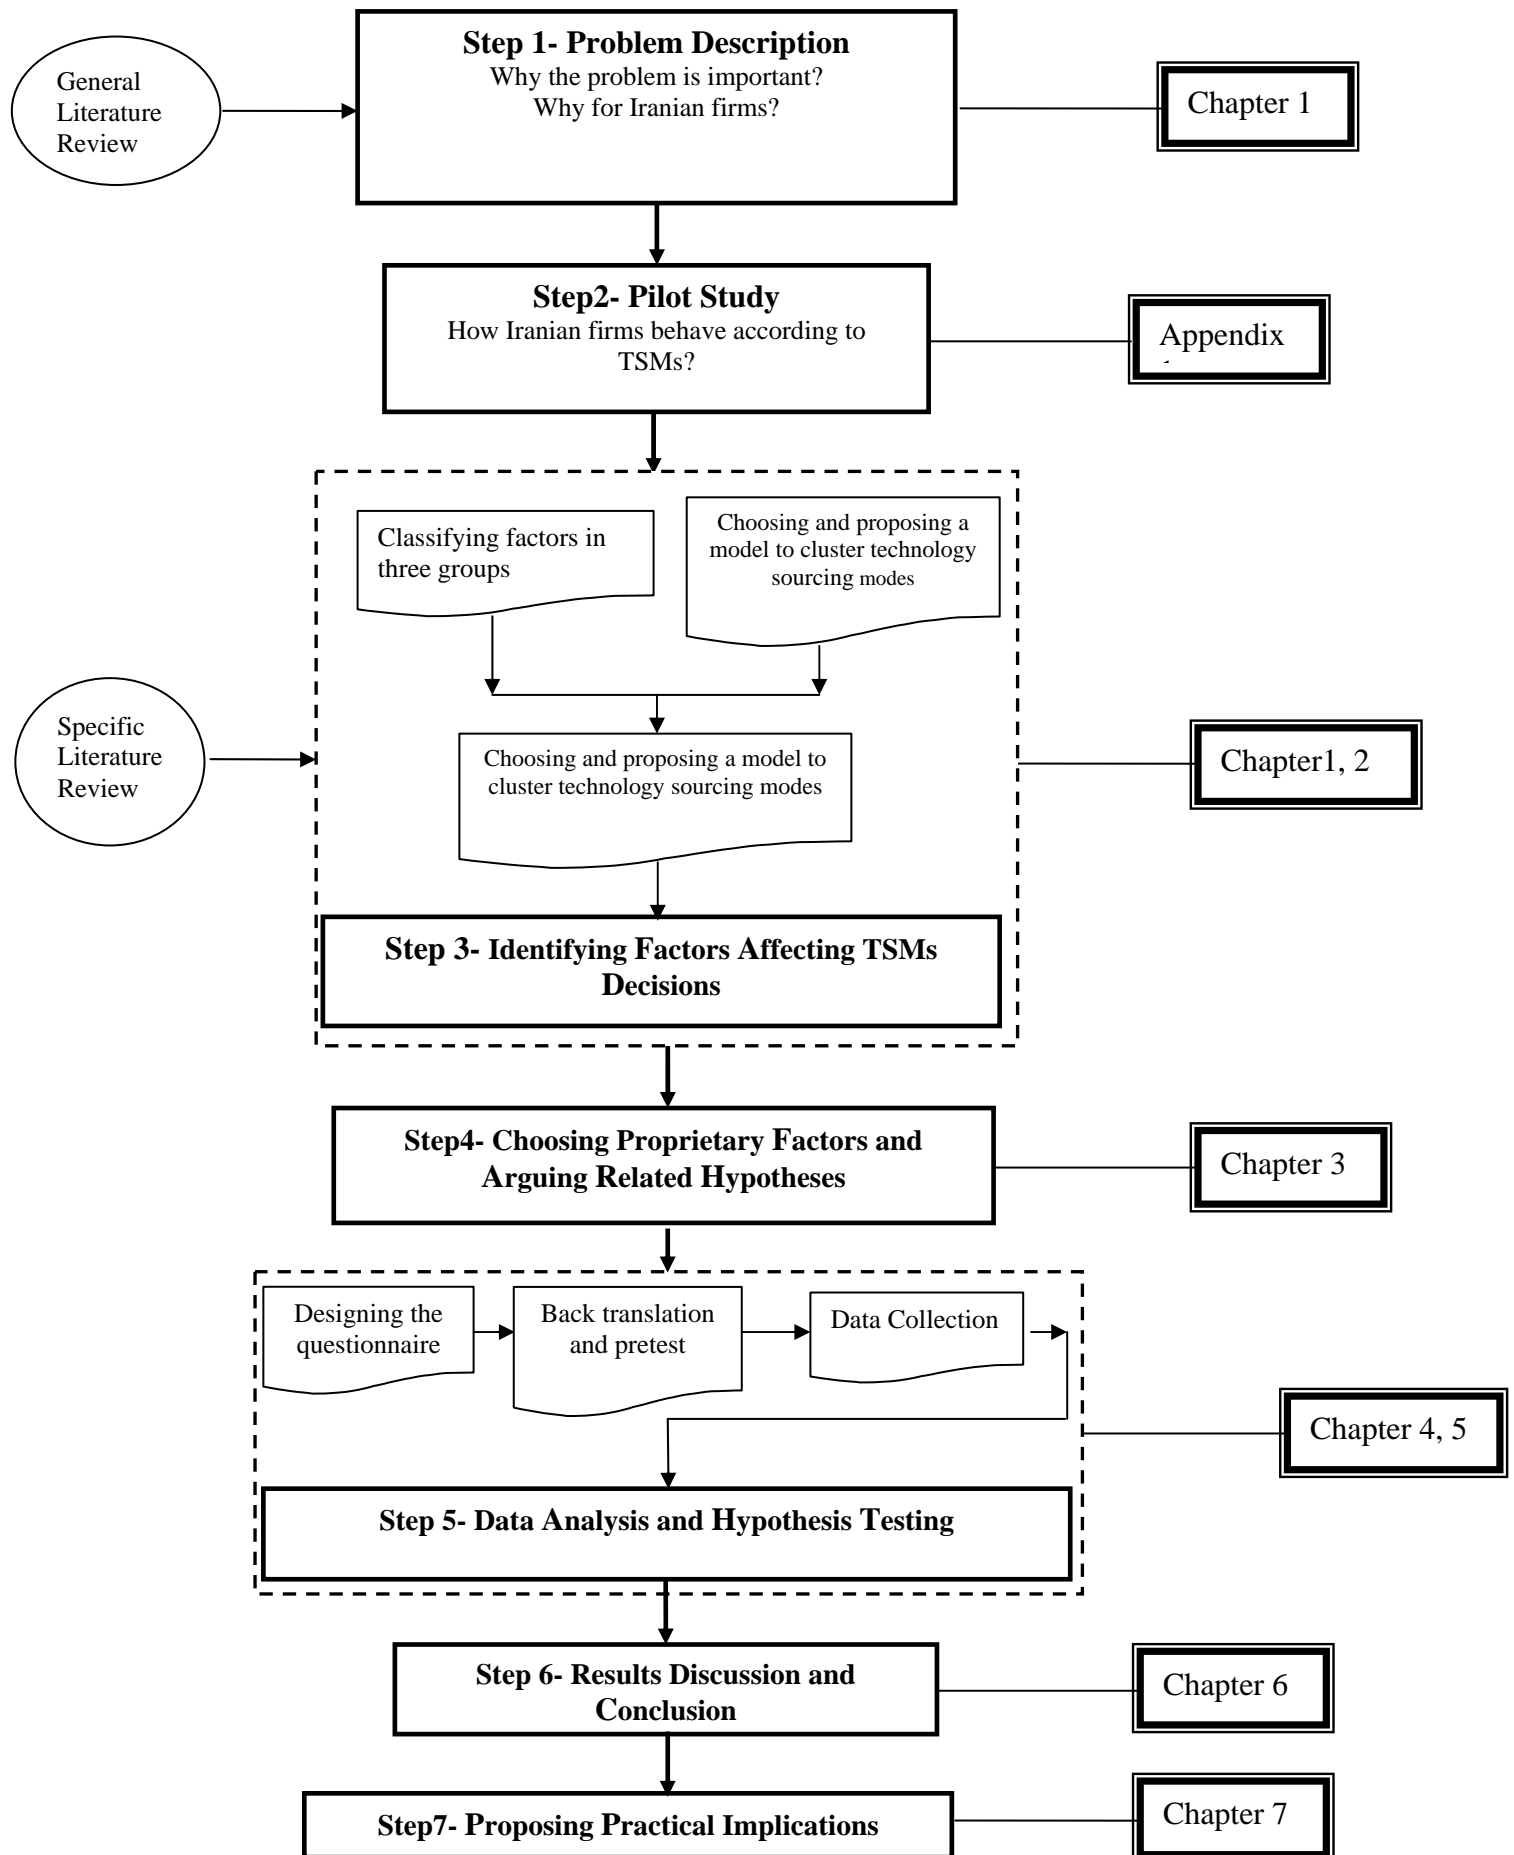 Step 1- Problem Description
Why the problem is important?
Why for Iranian firms?
General
Literature
Review
Chapter 1
Step2- Pilot Study
How Iranian firms behave according to
TSMs?
Appendix
Classifying factors in
three groups
Choosing and proposing a
model to cluster technology
sourcing modes
Specific
Literature
Review
Choosing and proposing a model to
cluster technology sourcing modes
Chapter1, 2
Step 3- Identifying Factors Affecting TSMs
Decisions
Step4- Choosing Proprietary Factors and
Arguing Related Hypotheses
Chapter 3
Designing the
questionnaire
Back translation
and pretest
Data Collection
Chapter 4, 5
Step 5- Data Analysis and Hypothesis Testing
Step 6- Results Discussion and
Conclusion
Chapter 6
Step7- Proposing Practical Implications
Chapter 7